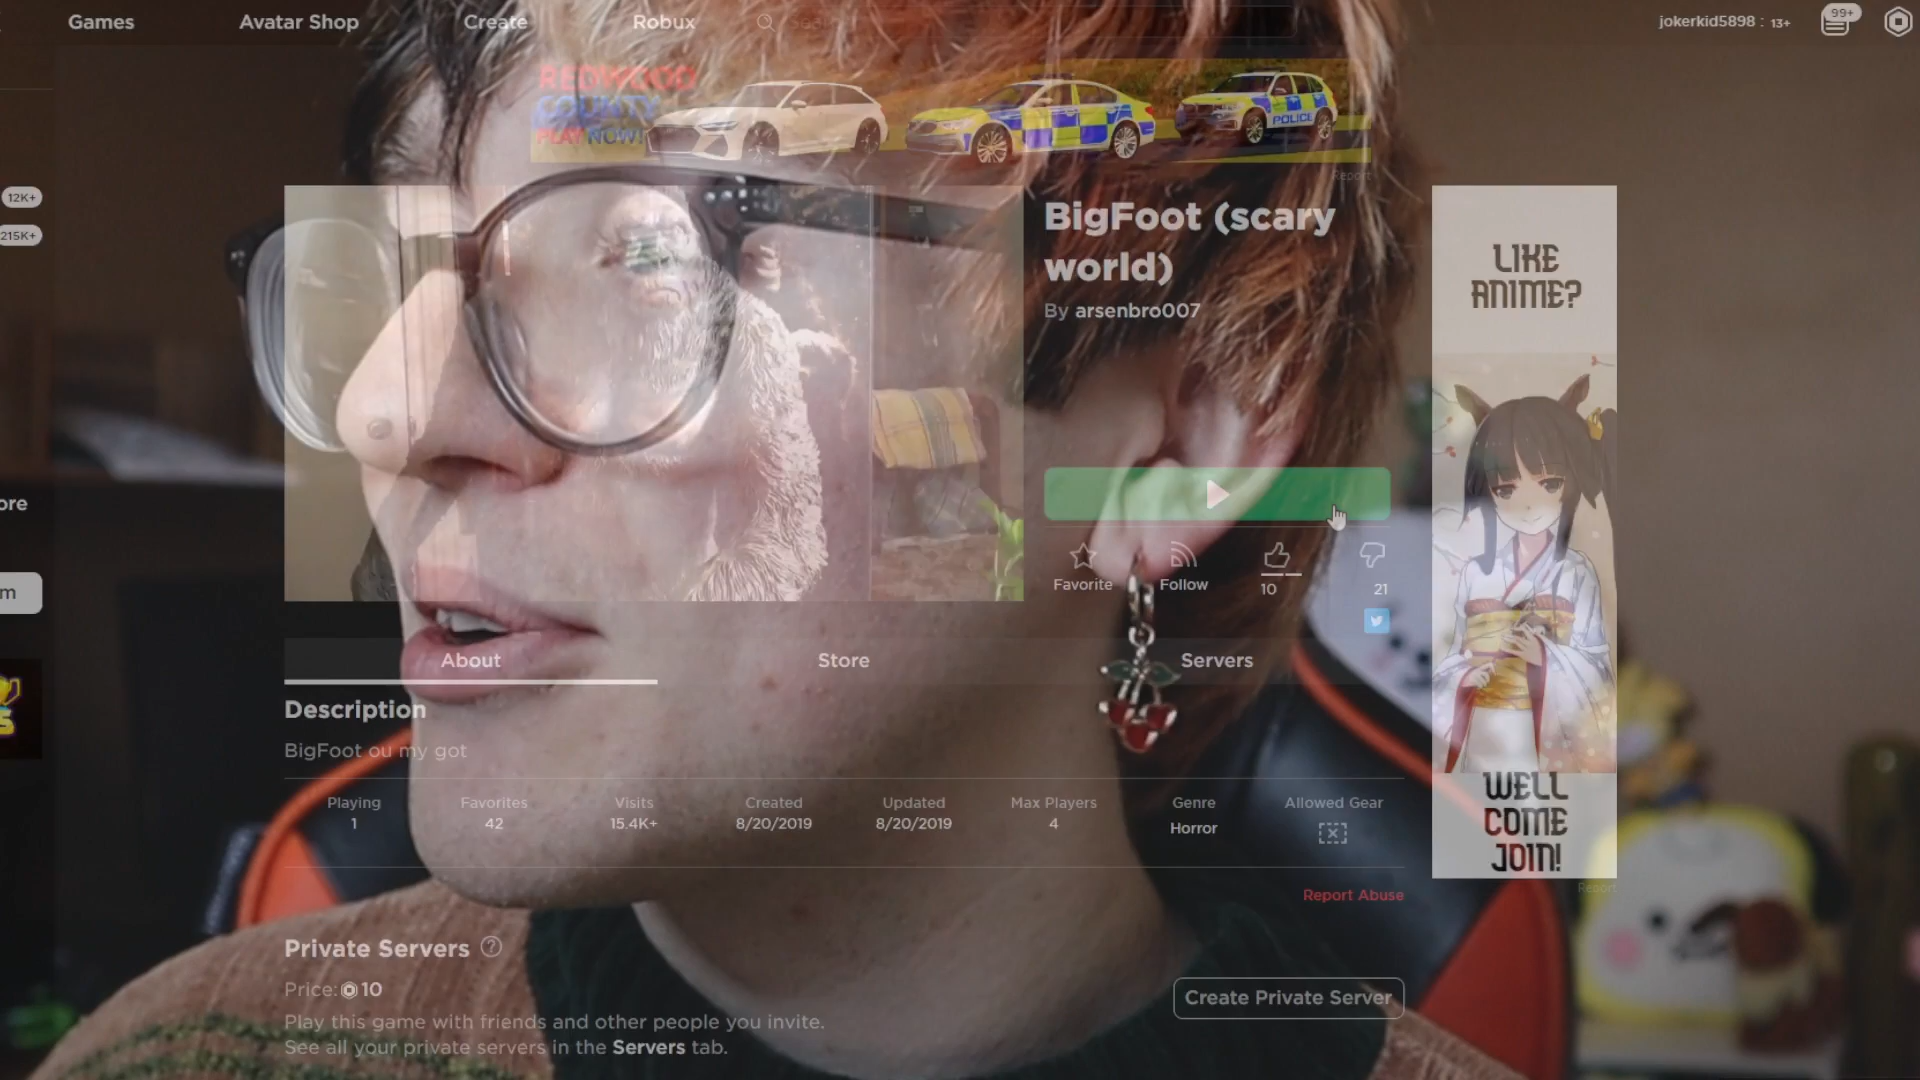 Games
Avatar Shop
Create
Robux
jokerkid5898 : 13+
99+
REDWOOD
COUNTY
PLAY NOW!
POLICE
Report
12K+
215K+
BigFoot (scary
world)
By arsenbro007
LIKE
ANIME?
ore
Favorite
Follow
10
21
m
About
Store
Servers
Description
BigFoot ou my got
WELL
COME
JOIN!
Playing
Favorites
Visits
Created
Updated
Max Players
Genre
Allowed Gear
1
42
15.4K+
8/20/2019
8/20/2019
4
Horror
Report
Report Abuse
Private Servers
Price: 10
Create Private Server
Play this game with friends and other people you invite.
See all your private servers in the Servers tab.